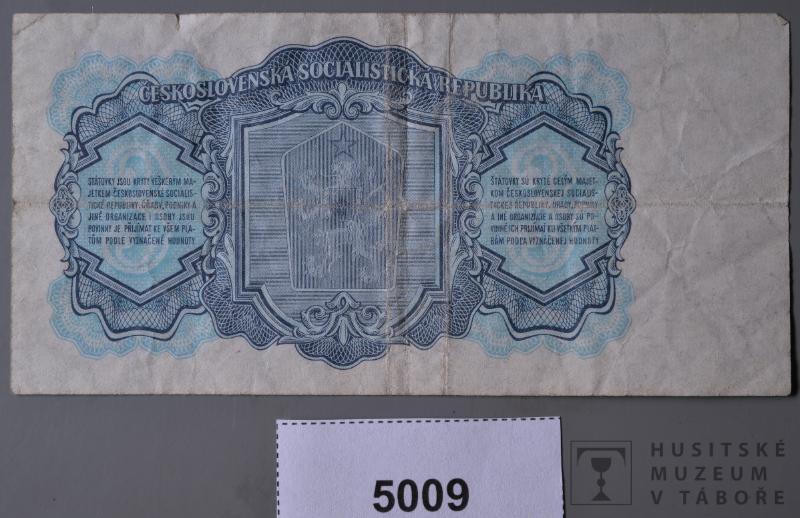 ČESKOSLOVENSKÁ SOCIALISTICKÁ REPUBLIKA
STÁTOVKY JSOU KRYTY VEŠKERÝM MA-
JETKEM ČESKOSLOVENSKÉ SOCIALIS-
TICKÉ REPUBLIKY. ÚŘADY, PODNIKY A
JINÉ ORGANIZACE I OSOBY JSOU
POVINNY JE PŘIJÍMAT KE VŠEM PLA-
TŮM PODLE VYZNAČENÉ HODNOTY
ŠTÁTOVKY SÚ KRYTÉ CELÝM MAJET-
KOM ČESKOSLOVENSKEJ SOCIALIS-
TICKEJ REPUBLIKY. ÚRADY, PODNIKY
A INÉ ORGANIZÁCIE A OSOBY SÚ PO-
VINNÉ ICH PRIJÍMAŤ KU VŠETKÝM PLAT-
BÁM PODĽA VYZNAČENEJ HODNOTY
5009
HUSITSKÉ
MUZEUM
V TÁBOŘE